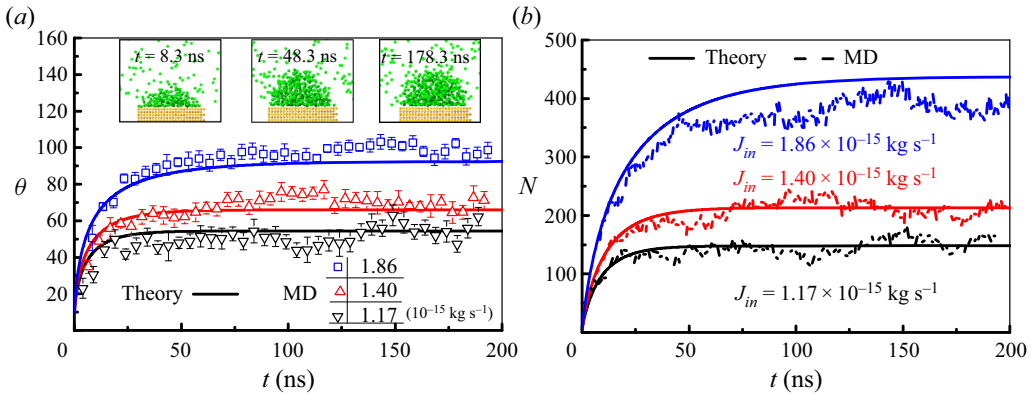 (a)
160
140
120
100
80
60
40
20
θ
t = 8.3 ns
t = 48.3 ns
t = 178.3 ns
Theory
MD
1.86
1.40
1.17 (10⁻¹⁵ kg s⁻¹)
0 50 100 150 200
t (ns)
(b)
500
400
300
200
100
N
Theory MD
J_in = 1.86 × 10⁻¹⁵ kg s⁻¹
J_in = 1.40 × 10⁻¹⁵ kg s⁻¹
J_in = 1.17 × 10⁻¹⁵ kg s⁻¹
0 50 100 150 200
t (ns)